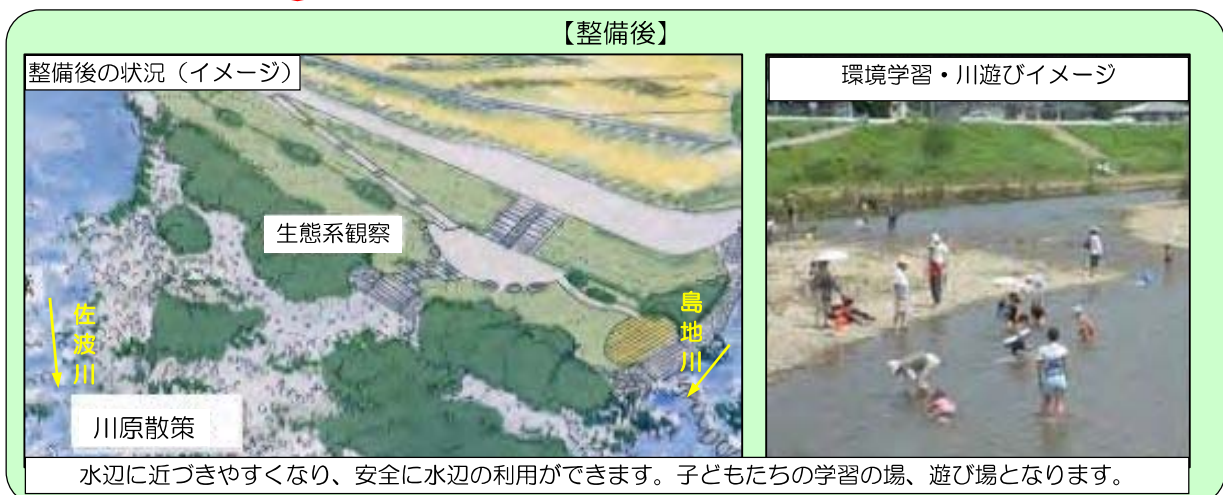 【整備後】
整備後の状況（イメージ）
生態系観察
佐波川
島地川
川原散策
環境学習・川遊びイメージ
水辺に近づきやすくなり、安全に水辺の利用ができます。子どもたちの学習の場、遊び場となります。